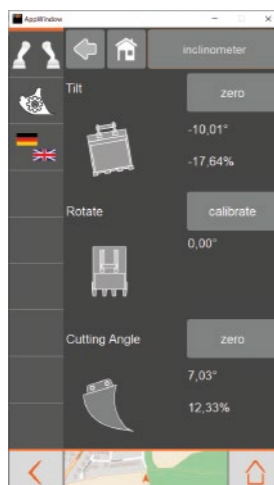 AppWindow
inclinometer
Tilt
zero
-10,01°
-17,64%
Rotate
calibrate
0,00°
Cutting Angle
zero
7,03°
12,33%